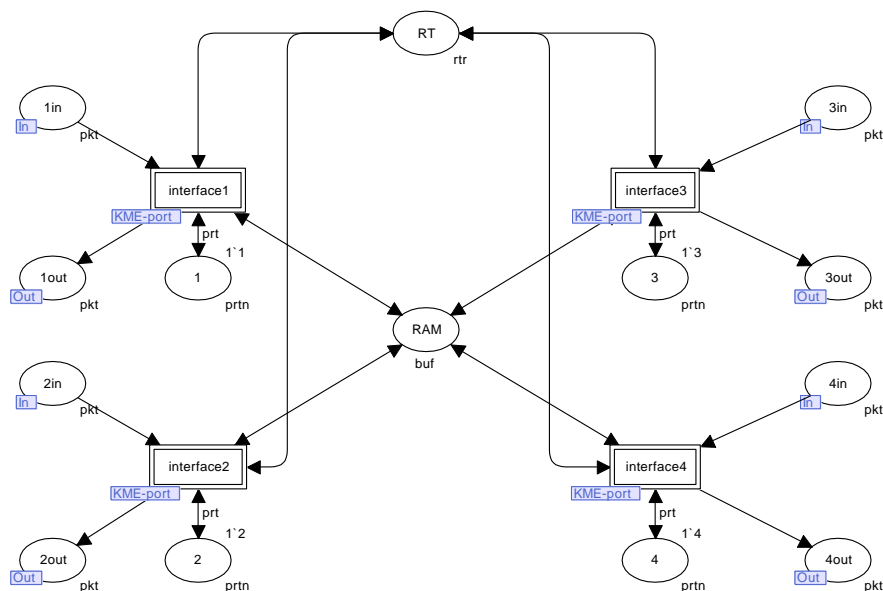 RT
rtr
1in
In
pkt
3in
In
pkt
interface1
KME-port
interface3
KME-port
prt
1`1
1
prtn
prt
1`3
3
prtn
1out
Out
pkt
3out
Out
pkt
RAM
buf
2in
In
pkt
4in
In
pkt
interface2
KME-port
interface4
KME-port
prt
1`2
2
prtn
prt
1`4
4
prtn
2out
Out
pkt
4out
Out
pkt